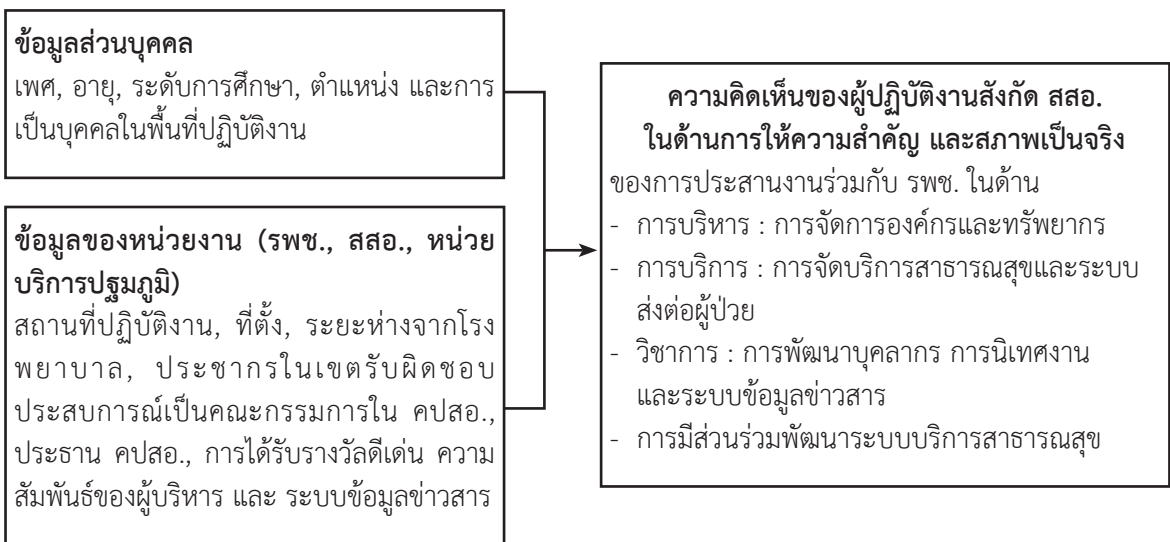 ข้อมูลส่วนบุคคล
เพศ, อายุ, ระดับการศึกษา, ตำแหน่ง และการ
เป็นบุคคลในพื้นที่ปฏิบัติงาน
ข้อมูลของหน่วยงาน (รพช., สสอ., หน่วย
บริการปฐมภูมิ)
สถานที่ปฏิบัติงาน, ที่ตั้ง, ระยะห่างจากโรง
พยาบาล, ประชากรในเขตรับผิดชอบ
ประสบการณ์เป็นคณะกรรมการใน คปสอ.,
ประธาน คปสอ., การได้รับรางวัลดีเด่น ความ
สัมพันธ์ของผู้บริหาร และ ระบบข้อมูลข่าวสาร
ความคิดเห็นของผู้ปฏิบัติงานสังกัด สสอ.
ในด้านการให้ความสำคัญ และสภาพเป็นจริง
ของการประสานงานร่วมกับ รพช. ในด้าน
- การบริหาร : การจัดการองค์กรและทรัพยากร
- การบริการ : การจัดบริการสาธารณสุขและระบบ
ส่งต่อผู้ป่วย
- วิชาการ : การพัฒนาบุคลากร การนิเทศงาน
และระบบข้อมูลข่าวสาร
- การมีส่วนร่วมพัฒนาระบบบริการสาธารณสุข